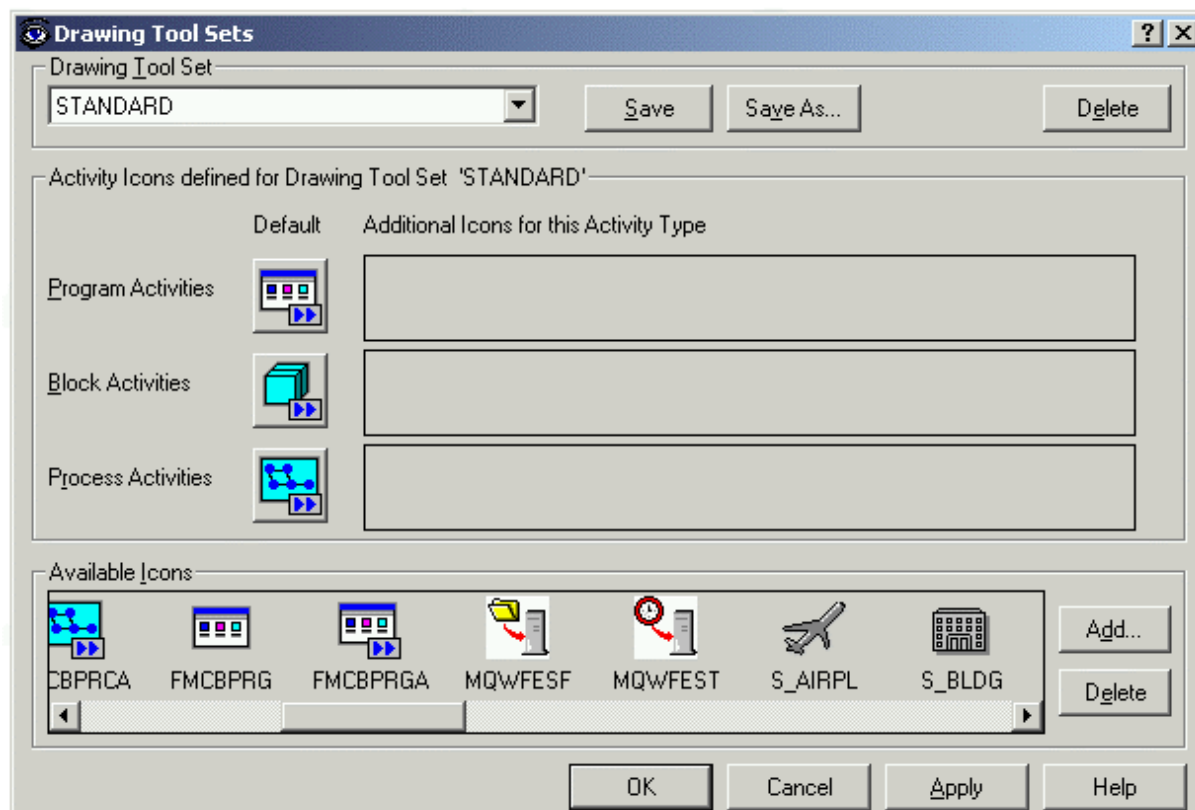 Drawing Tool Sets
Drawing Tool Set
STANDARD
Save
Save As...
Delete
Activity Icons defined for Drawing Tool Set 'STANDARD'
Default
Additional Icons for this Activity Type
Program Activities
Block Activities
Process Activities
Available Icons
CBPRCA
FMCBPRG
FMCBPRGA
MQWFESF
MQWFEST
S_AIRPL
S_BLDG
Add...
Delete
OK
Cancel
Apply
Help